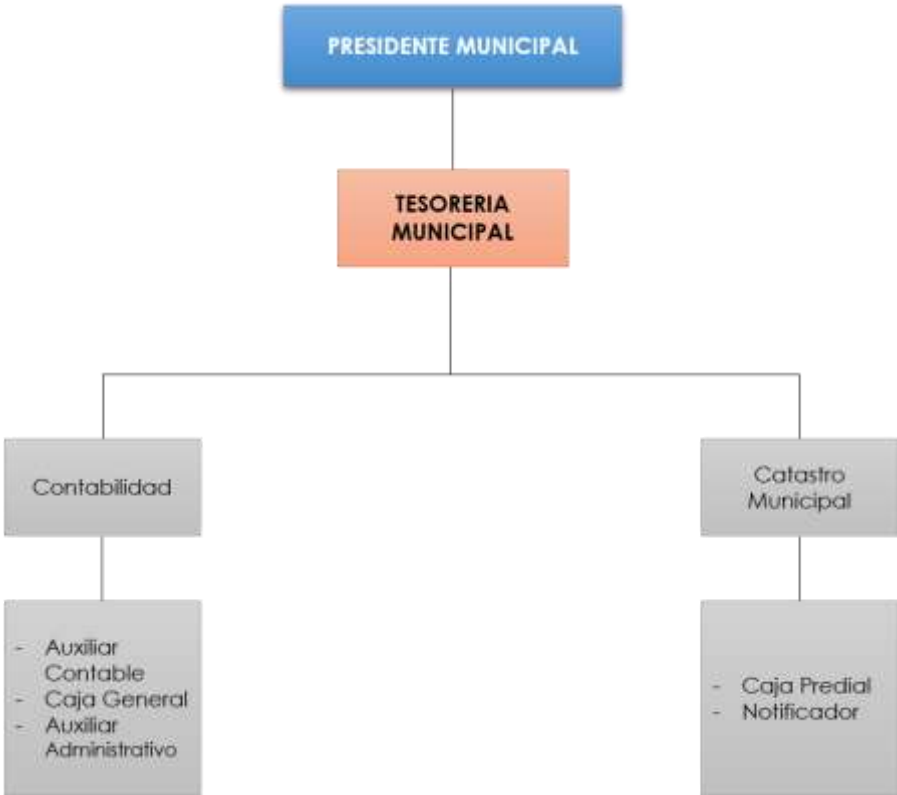 PRESIDENTE MUNICIPAL
TESORERIA
MUNICIPAL
Contabilidad
Catastro
Municipal
- Auxiliar
Contable
- Caja General
- Auxiliar
Administrativo
- Caja Predial
- Notificador